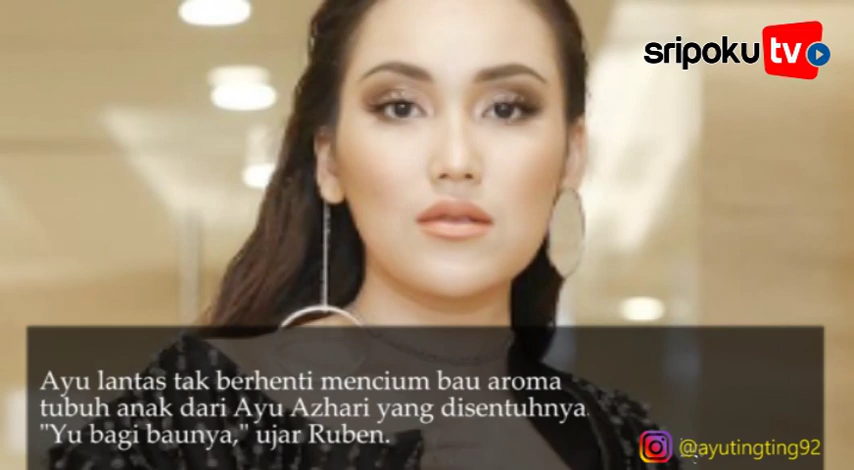 sripoku tv
Ayu lantas tak berhenti mencium bau aroma
tubuh anak dari Ayu Azhari yang disentuhnya.
"Yu bagi baunya," ujar Ruben.
@ayutingting92